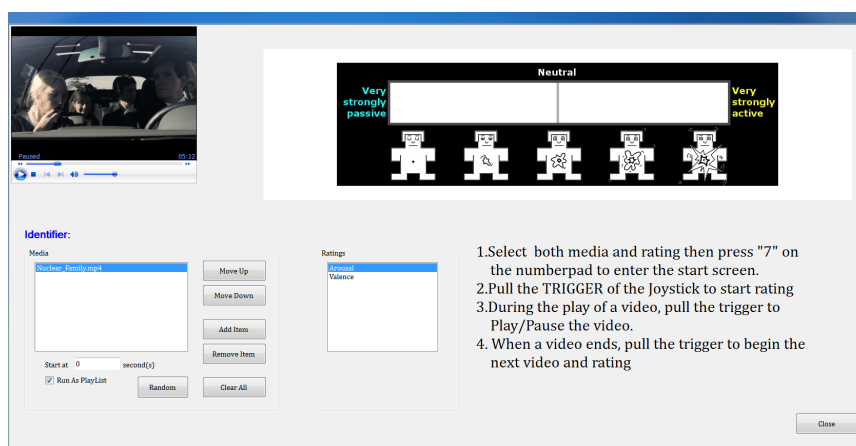 Paused
05:12
Neutral
Very
strongly
passive
Very
strongly
active
Identifier:
Media
Nuclear_Family.mp4
Move Up
Move Down
Add Item
Remove Item
Start at 0 second(s)
Run As PlayList
Random
Clear All
Ratings
Arousal
Valence
1.Select both media and rating then press "7" on
the numberpad to enter the start screen.
2.Pull the TRIGGER of the Joystick to start rating
3.During the play of a video, pull the trigger to
Play/Pause the video.
4. When a video ends, pull the trigger to begin the
next video and rating
Close